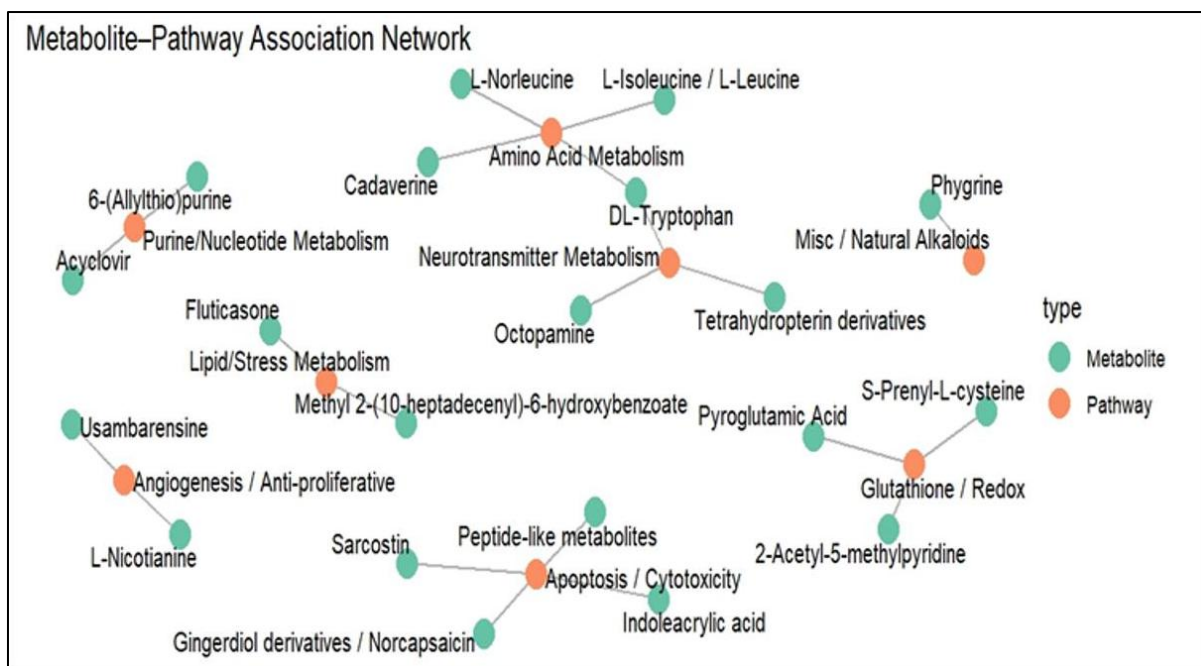 Metabolite–Pathway Association Network
L-Norleucine
L-Isoleucine / L-Leucine
Amino Acid Metabolism
Cadaverine
DL-Tryptophan
6-(Allylthio)purine
Purine/Nucleotide Metabolism
Acyclovir
Phygrine
Misc / Natural Alkaloids
Neurotransmitter Metabolism
Octopamine
Tetrahydropterin derivatives
Fluticasone
Lipid/Stress Metabolism
Methyl 2-(10-heptadecenyl)-6-hydroxybenzoate
type
Metabolite
Pathway
S-Prenyl-L-cysteine
Pyroglutamic Acid
Glutathione / Redox
2-Acetyl-5-methylpyridine
Usambarensine
Angiogenesis / Anti-proliferative
L-Nicotianine
Sarcostin
Peptide-like metabolites
Apoptosis / Cytotoxicity
Indoleacrylic acid
Gingerdiol derivatives / Norcapsaicin